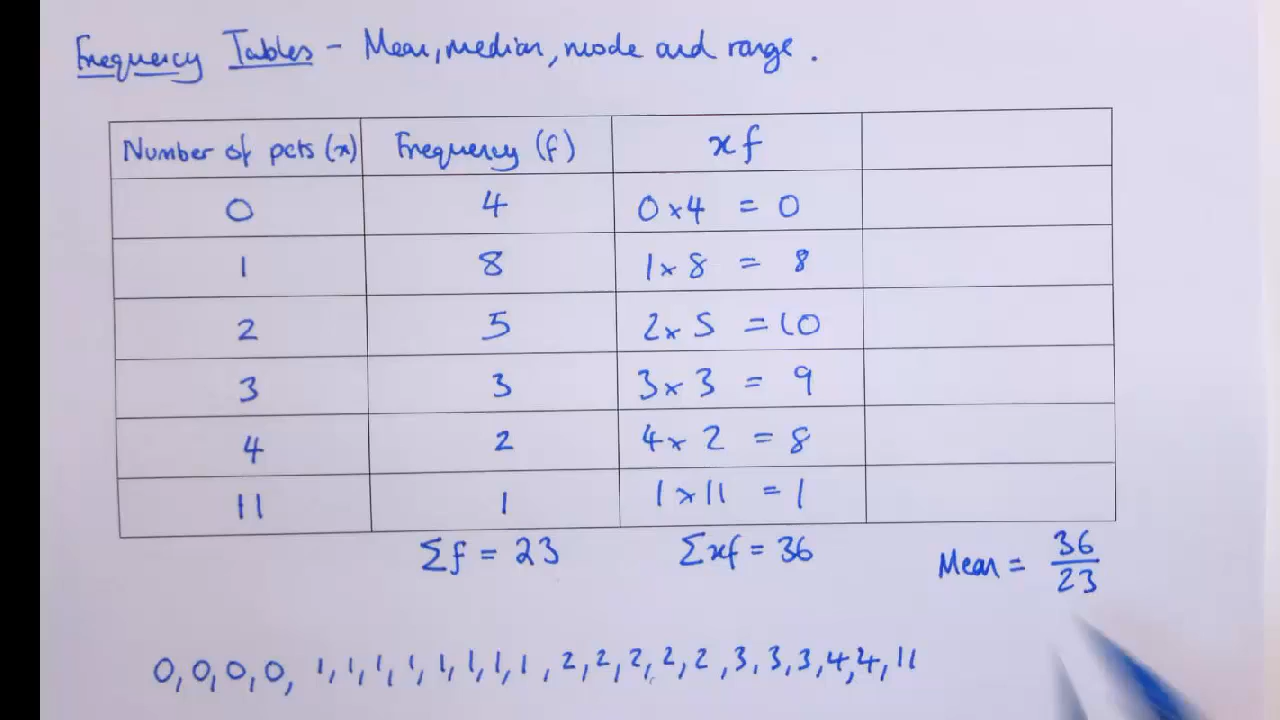 Frequency Tables - Mean, median, mode and range.
Number of pets (x) Frequency (f) xf
0 4 0 x 4 = 0
1 8 1 x 8 = 8
2 5 2 x 5 = 10
3 3 3 x 3 = 9
4 2 4 x 2 = 8
11 1 1 x 11 = 1
Σf = 23 Σxf = 36 Mean = 36/23
0, 0, 0, 0, 1, 1, 1, 1, 1, 1, 1, 1, 2, 2, 2, 2, 2, 3, 3, 3, 4, 4, 11